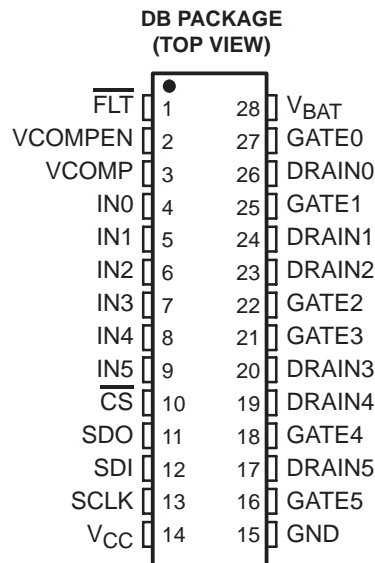 DB PACKAGE
(TOP VIEW)
FLT 1 28 VBAT
VCOMPEN 2 27 GATE0
VCOMP 3 26 DRAIN0
IN0 4 25 GATE1
IN1 5 24 DRAIN1
IN2 6 23 DRAIN2
IN3 7 22 GATE2
IN4 8 21 GATE3
IN5 9 20 DRAIN3
CS 10 19 DRAIN4
SDO 11 18 GATE4
SDI 12 17 DRAIN5
SCLK 13 16 GATE5
VCC 14 15 GND